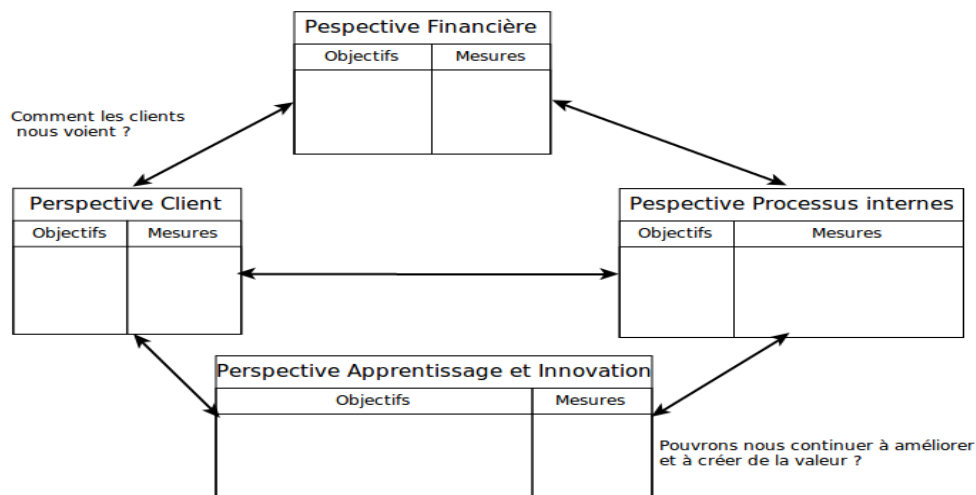 Pespective Financière
Objectifs Mesures
Comment les clients
nous voient ?
Perspective Client
Objectifs Mesures
Pespective Processus internes
Objectifs Mesures
Perspective Apprentissage et Innovation
Objectifs Mesures
Pouvrons nous continuer à améliorer
et à créer de la valeur ?